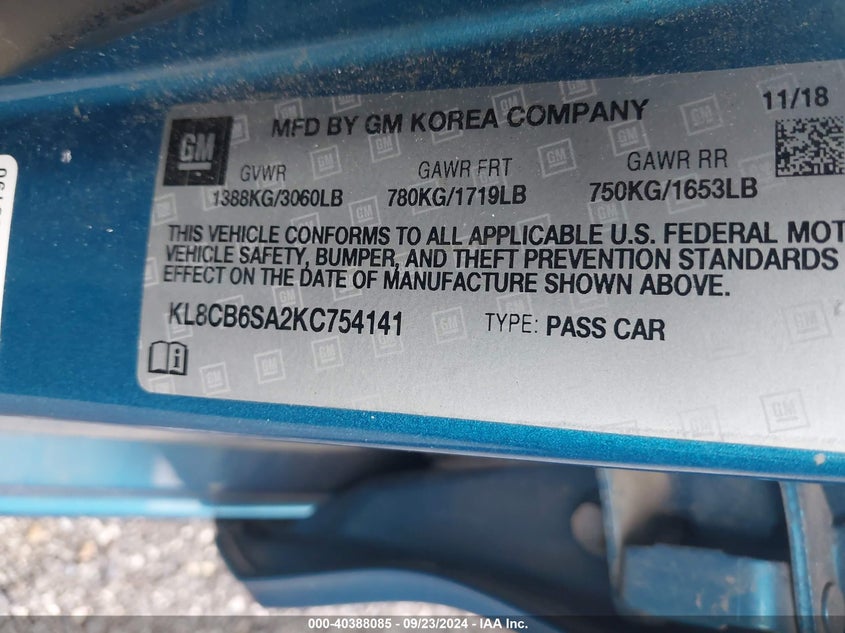 GM
MFD BY GM KOREA COMPANY
11/18
GVWR GAWR FRT GAWR RR
1388KG/3060LB 780KG/1719LB 750KG/1653LB
THIS VEHICLE CONFORMS TO ALL APPLICABLE U.S. FEDERAL MOT
VEHICLE SAFETY, BUMPER, AND THEFT PREVENTION STANDARDS
EFFECT ON THE DATE OF MANUFACTURE SHOWN ABOVE.
KL8CB6SA2KC754141 TYPE: PASS CAR
000-40388085 - 09/23/2024 - IAA Inc.